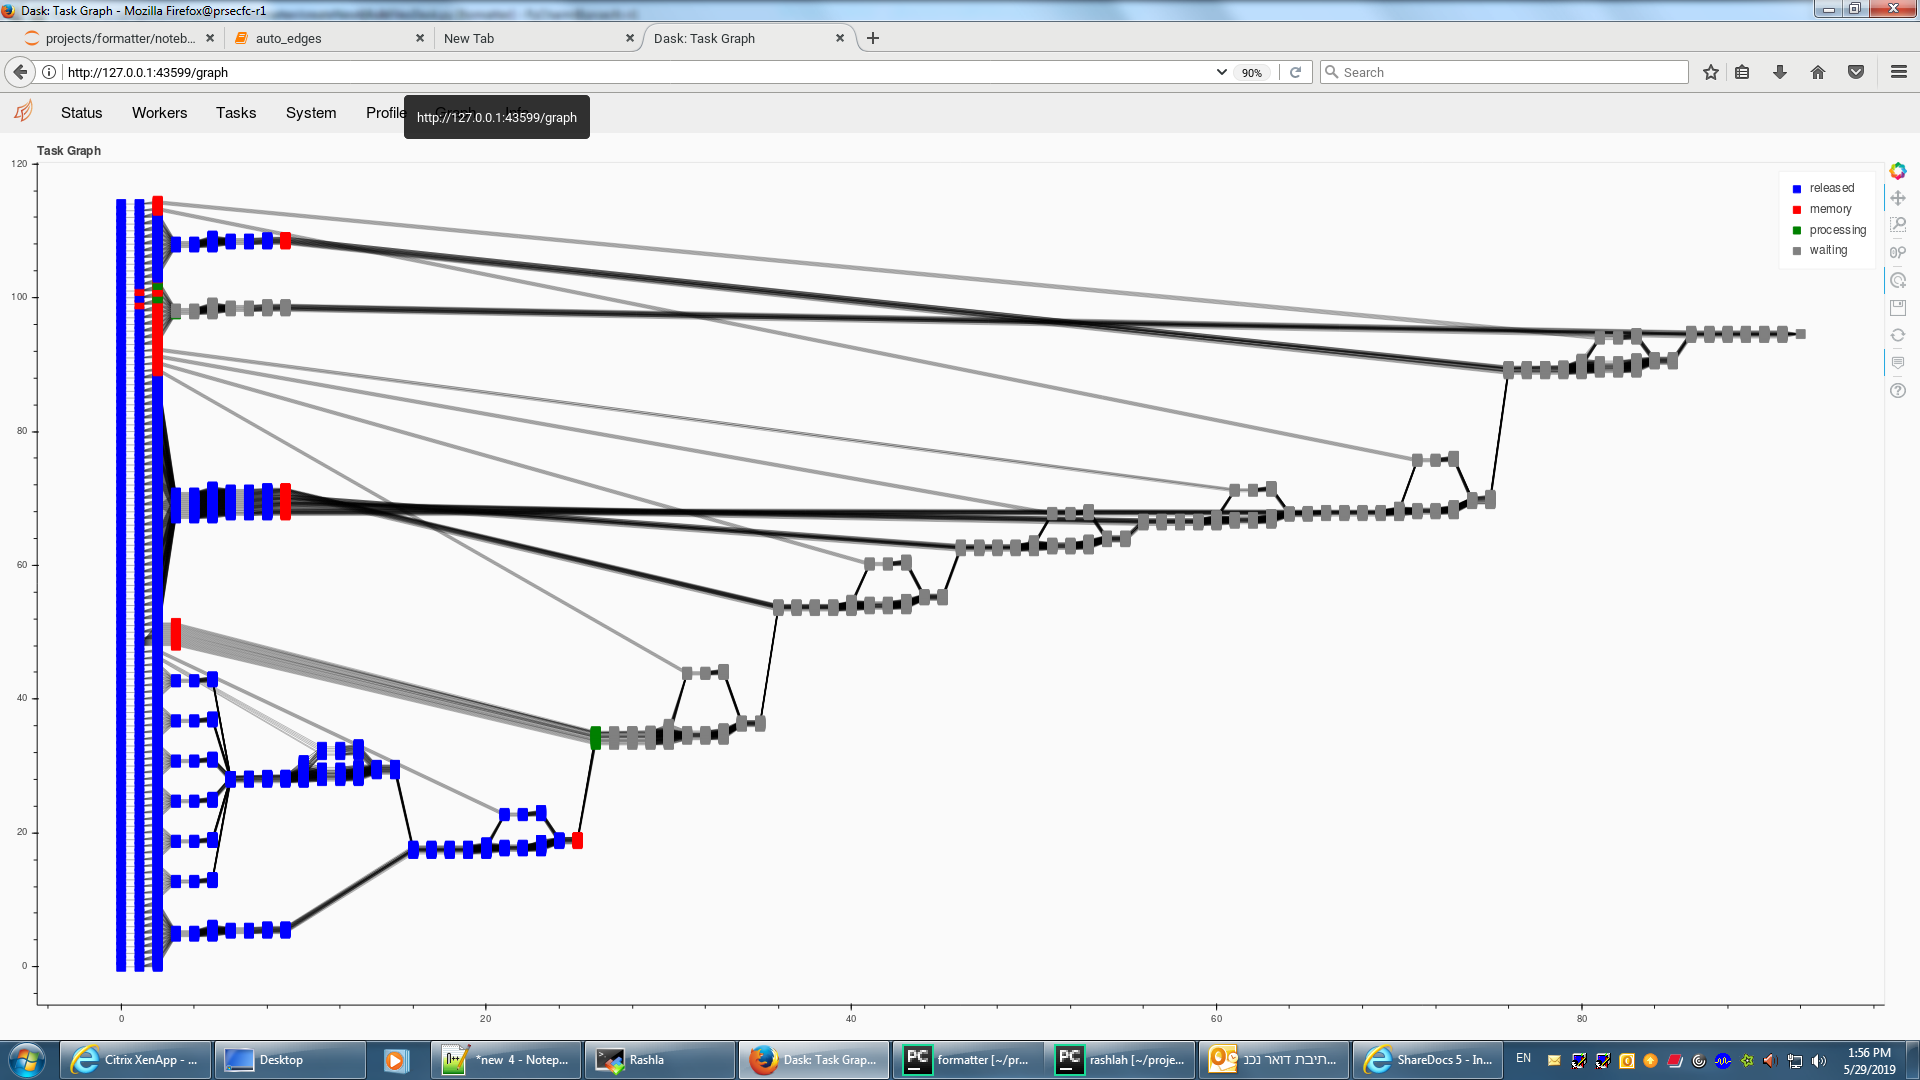 Dask: Task Graph - Mozilla Firefox@prsecfc-r1
projects/formatter/noteb...
auto_edges
New Tab
Dask: Task Graph
http://127.0.0.1:43599/graph
90%
Search
Status
Workers
Tasks
System
Profile
http://127.0.0.1:43599/graph
Task Graph
released
memory
processing
waiting
120
100
80
60
40
20
0
0
20
40
60
80
Citrix XenApp - ...
Desktop
*new 4 - Notep...
Rashla
Dask: Task Grap...
formatter [~/pr...
rashlah [~/proje...
תיבת דואר נכנ...
ShareDocs 5 - In...
EN
1:56 PM
5/29/2019